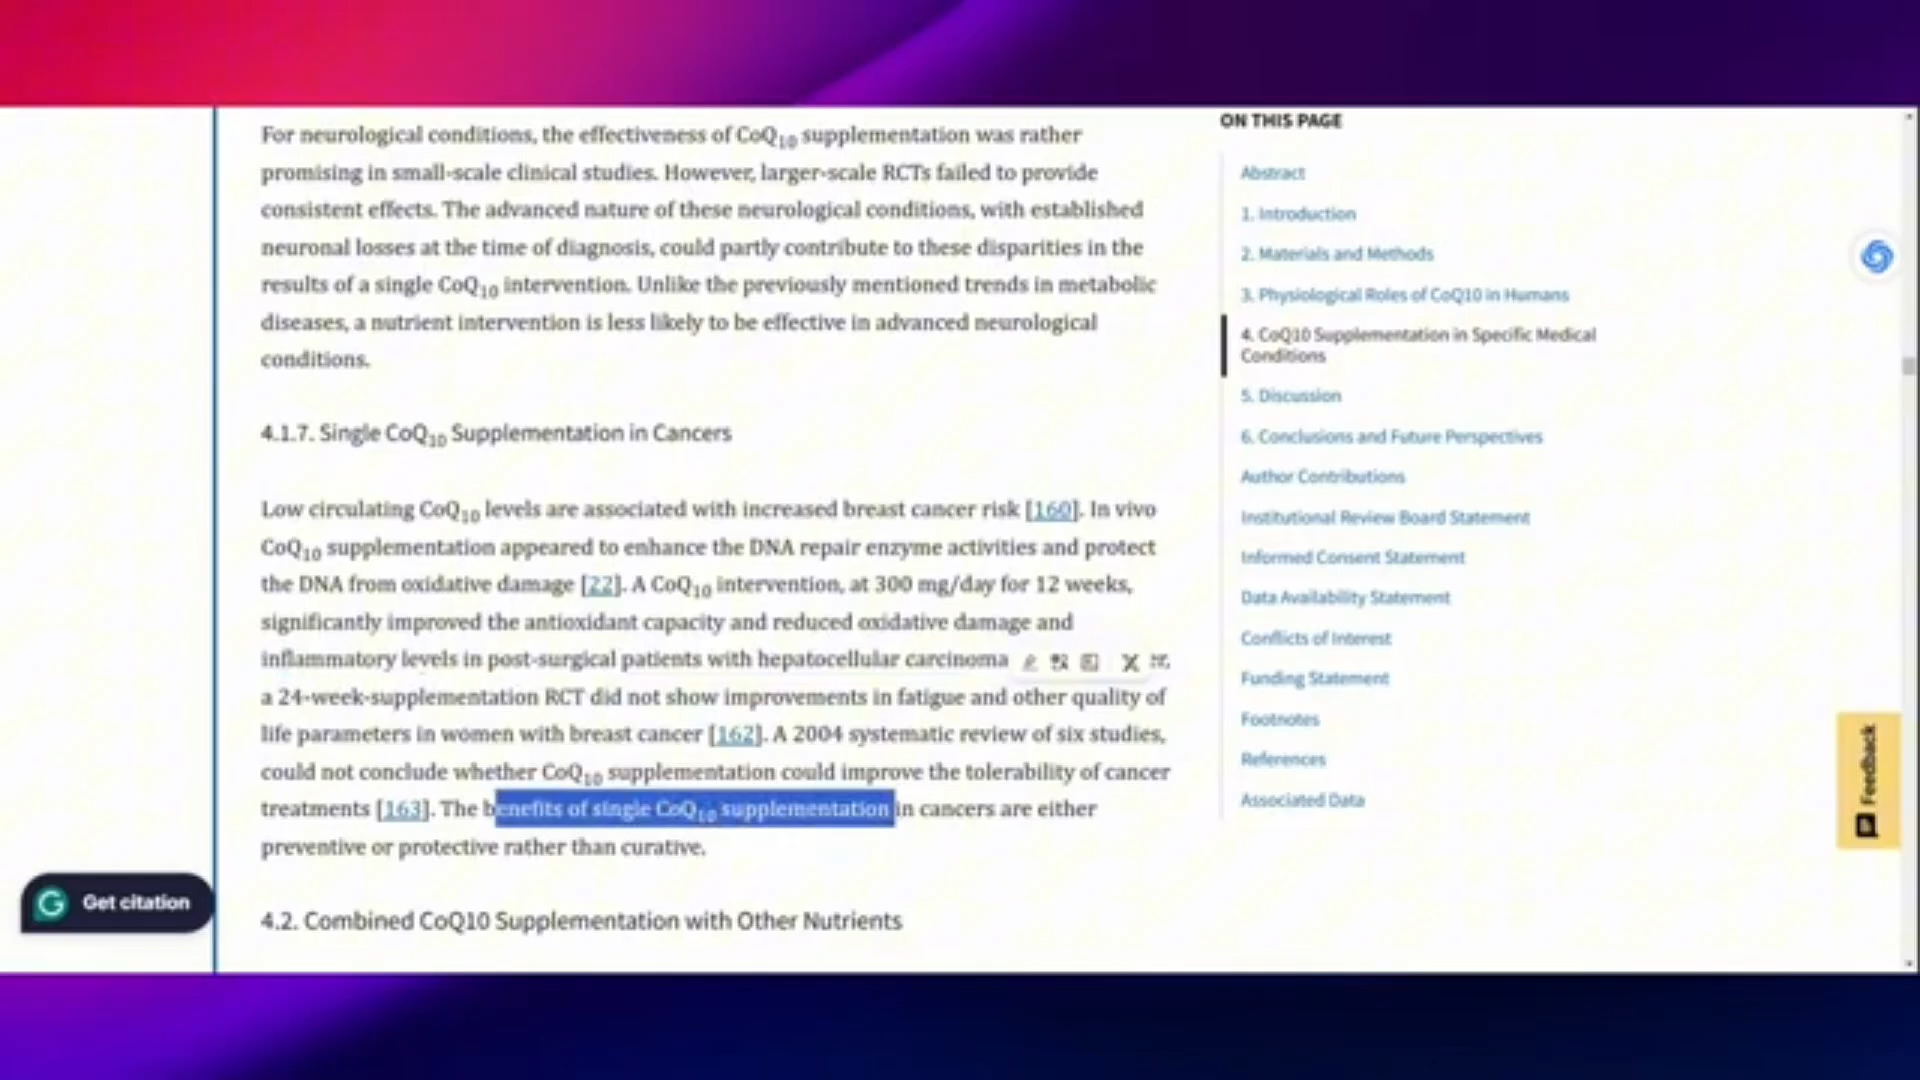 For neurological conditions, the effectiveness of CoQ10 supplementation was rather
promising in small-scale clinical studies. However, larger-scale RCTs failed to provide
consistent effects. The advanced nature of these neurological conditions, with established
neuronal losses at the time of diagnosis, could partly contribute to these disparities in the
results of a single CoQ10 intervention. Unlike the previously mentioned trends in metabolic
diseases, a nutrient intervention is less likely to be effective in advanced neurological
conditions.
4.1.7. Single CoQ10 Supplementation in Cancers
Low circulating CoQ10 levels are associated with increased breast cancer risk [160]. In vivo
CoQ10 supplementation appeared to enhance the DNA repair enzyme activities and protect
the DNA from oxidative damage [22]. A CoQ10 intervention, at 300 mg/day for 12 weeks,
significantly improved the antioxidant capacity and reduced oxidative damage and
inflammatory levels in post-surgical patients with hepatocellular carcinoma
a 24-week-supplementation RCT did not show improvements in fatigue and other quality of
life parameters in women with breast cancer [162]. A 2004 systematic review of six studies,
could not conclude whether CoQ10 supplementation could improve the tolerability of cancer
treatments [163]. The benefits of single CoQ10 supplementation in cancers are either
preventive or protective rather than curative.
4.2. Combined CoQ10 Supplementation with Other Nutrients
ON THIS PAGE
Abstract
1. Introduction
2. Materials and Methods
3. Physiological Roles of CoQ10 in Humans
4. CoQ10 Supplementation in Specific Medical
Conditions
5. Discussion
6. Conclusions and Future Perspectives
Author Contributions
Institutional Review Board Statement
Informed Consent Statement
Data Availability Statement
Conflicts of Interest
Funding Statement
Footnotes
References
Associated Data
Feedback
Get citation